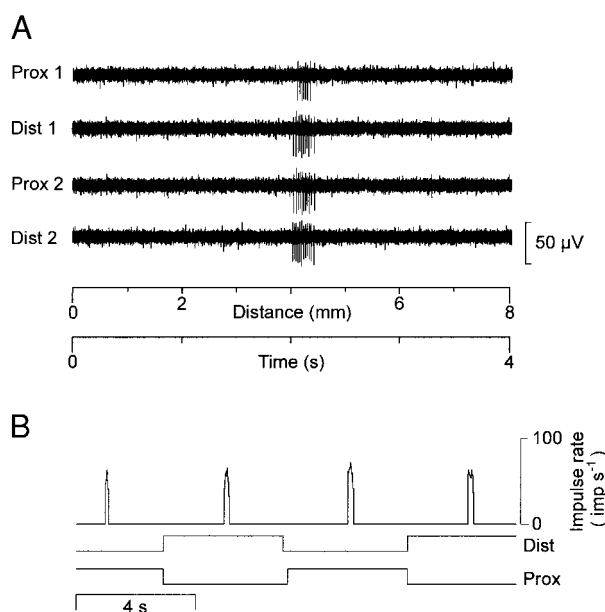 A
Prox 1
Dist 1
Prox 2
Dist 2
50 µV
0 2 4 6 8
Distance (mm)
0 4
Time (s)
B
100
0
Impulse rate
( imp s⁻¹)
Dist
Prox
4 s